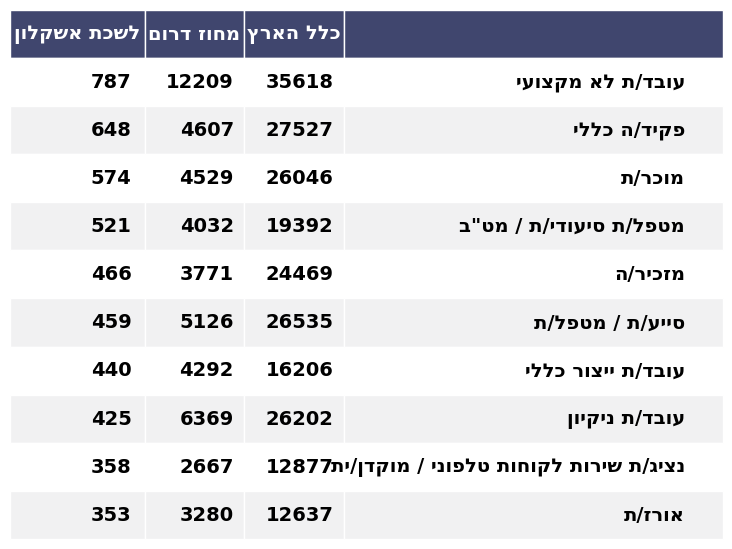 כלל הארץ מחוז דרום לשכת אשקלון
עובד/ת לא מקצועי 35618 12209 787
פקיד/ה כללי 27527 4607 648
מוכר/ת 26046 4529 574
מטפל/ת סיעודי/ת / מט"ב 19392 4032 521
מזכיר/ה 24469 3771 466
סייע/ת / מטפל/ת 26535 5126 459
עובד/ת ייצור כללי 16206 4292 440
עובד/ת ניקיון 26202 6369 425
נציג/ת שירות לקוחות טלפוני / מוקדן/ית 12877 2667 358
אורז/ת 12637 3280 353